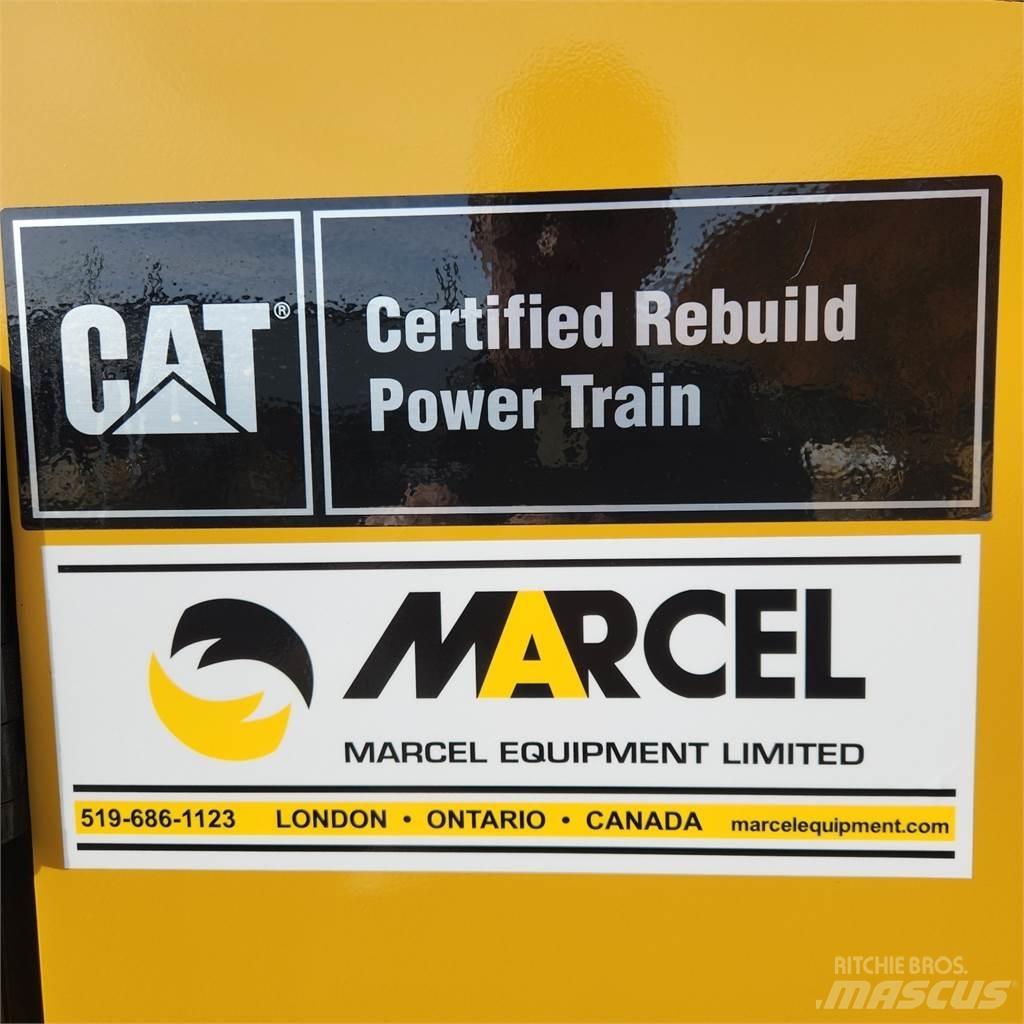 CAT®
Certified Rebuild
Power Train
MARCEL
MARCEL EQUIPMENT LIMITED
519-686-1123 LONDON • ONTARIO • CANADA marcelequipment.com
RITCHIE BROS.
MASCUS